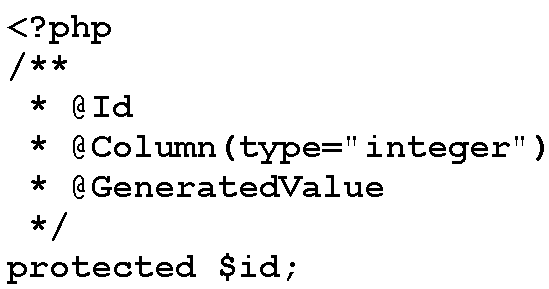 <?php
/**
 * @Id
 * @Column(type="integer")
 * @GeneratedValue
 */
protected $id;